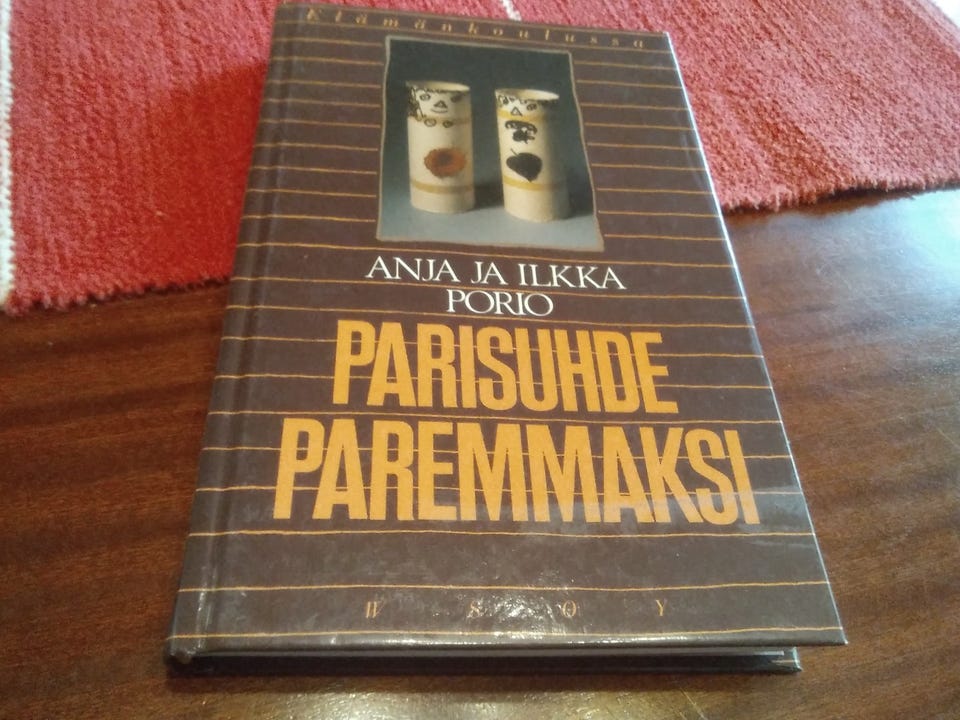 Elämänkoulussa
ANJA JA ILKKA
PORIO
PARISUHDE
PAREMMAKSI
WSOY